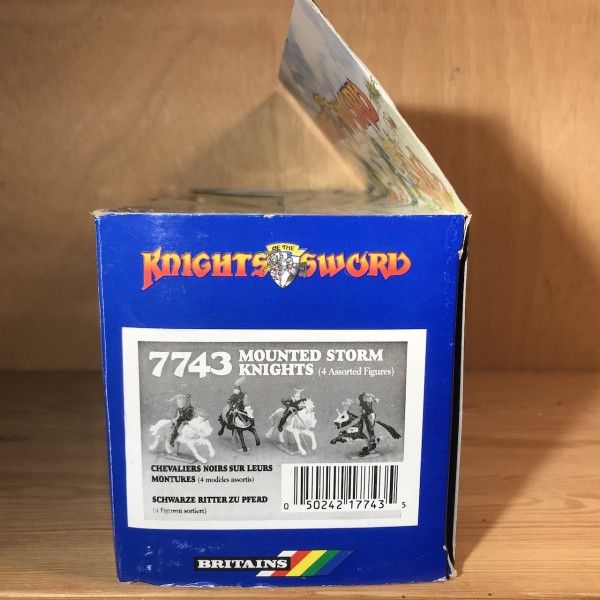 OF THE
KNIGHTS SWORD
7743 MOUNTED STORM
KNIGHTS (4 Assorted Figures)
CHEVALIERS NOIRS SUR LEURS
MONTURES (4 modèles assortis)
SCHWARZE RITTER ZU PFERD
(4 Figuren sortiert)
0 50242 17743 5
BRITAINS